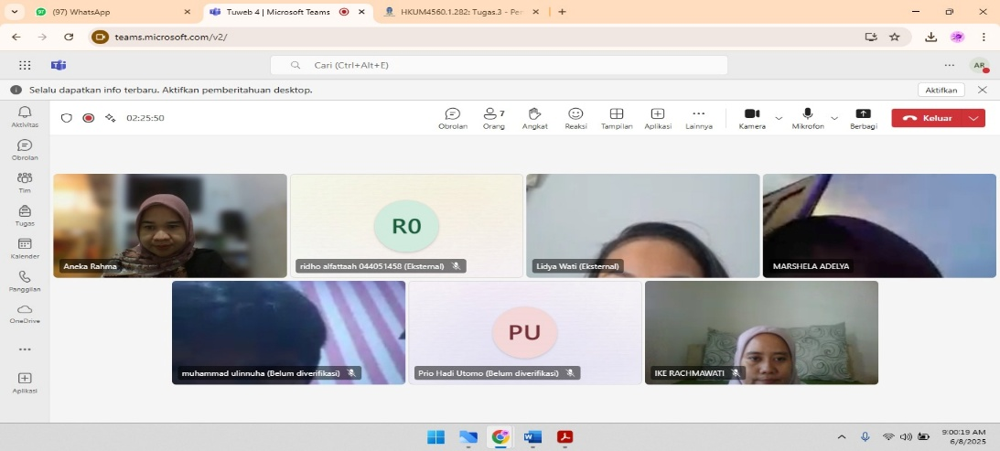 (97) WhatsApp
Tuweb 4 | Microsoft Teams
HKUM4560.1.282: Tugas.3 - Per
teams.microsoft.com/v2/
Cari (Ctrl+Alt+E)
AR
Selalu dapatkan info terbaru. Aktifkan pemberitahuan desktop.
Aktifkan
02:25:50
7
Obrolan
Orang
Angkat
Reaksi
Tampilan
Aplikasi
Lainnya
Kamera
Mikrofon
Berbagi
Keluar
Aktivitas
Obrolan
Tim
Tugas
Kalender
Panggilan
OneDrive
Aplikasi
Aneka Rahma
R0
ridho alfattaah 044051458 (Eksternal)
Lidya Wati (Eksternal)
MARSHELA ADELYA
muhammad ulinnuha (Belum diverifikasi)
PU
Prio Hadi Utomo (Belum diverifikasi)
IKE RACHMAWATI
9:00:19 AM
6/8/2025